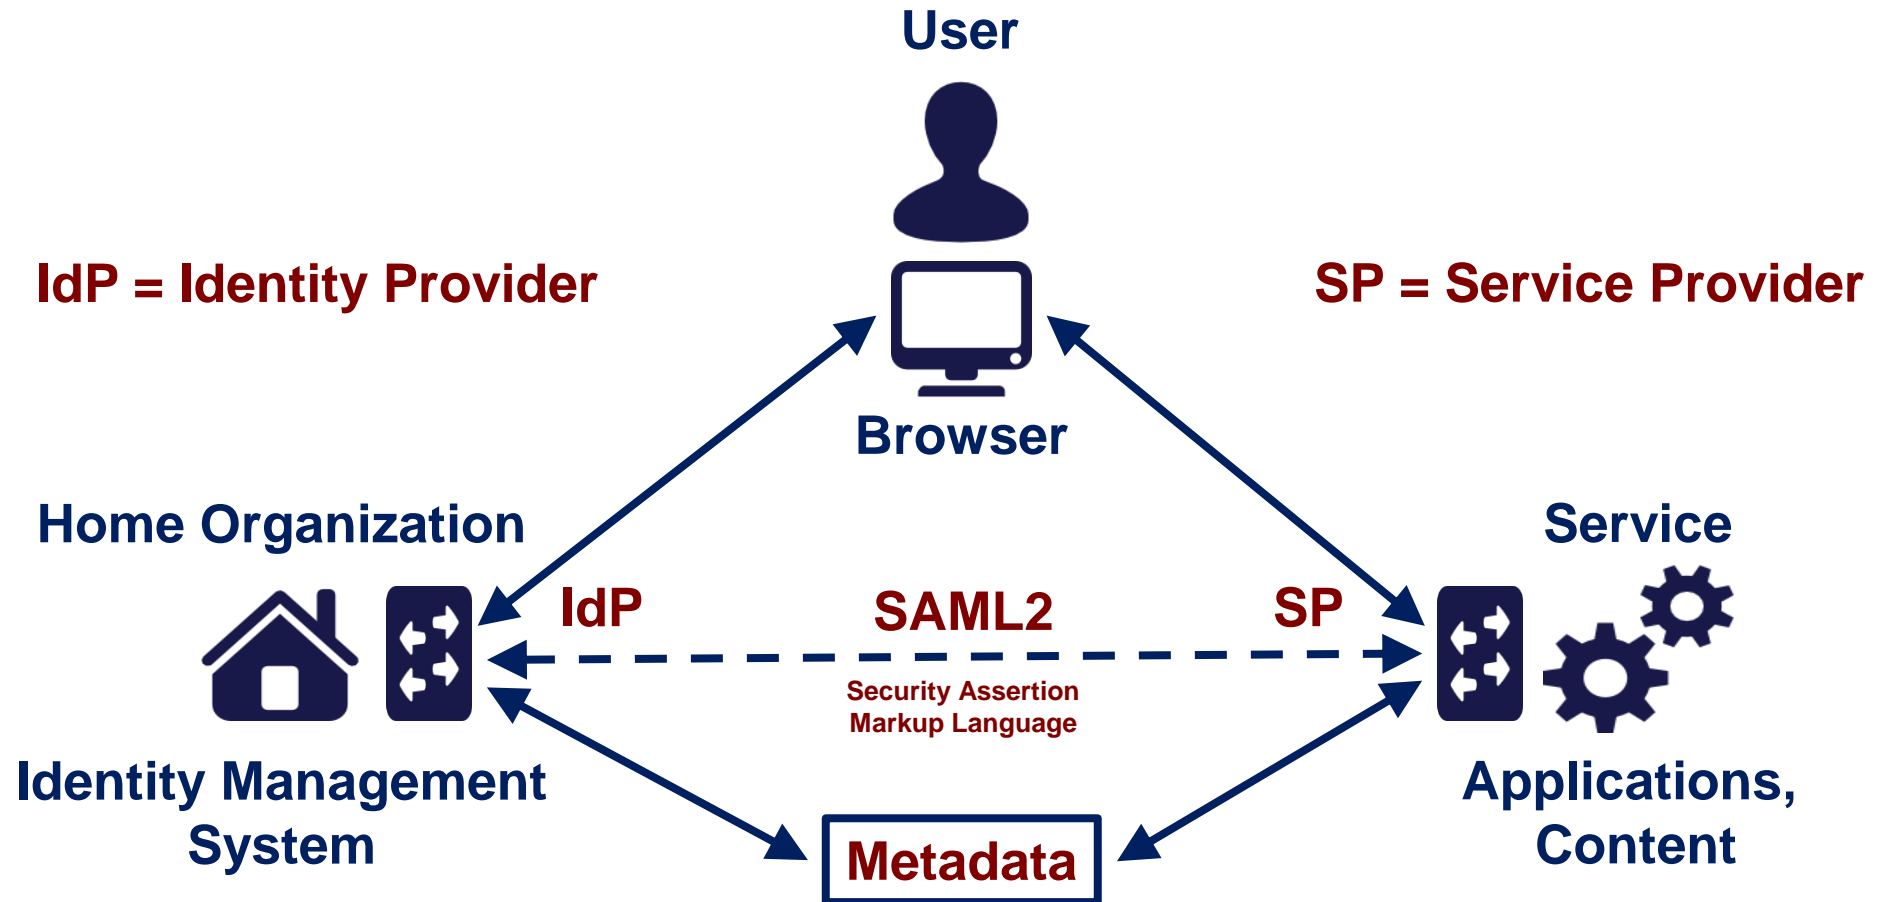 User
IdP = Identity Provider
SP = Service Provider
Browser
Home Organization
Service
IdP
SAML2
SP
Security Assertion
Markup Language
Identity Management
System
Applications,
Content
Metadata